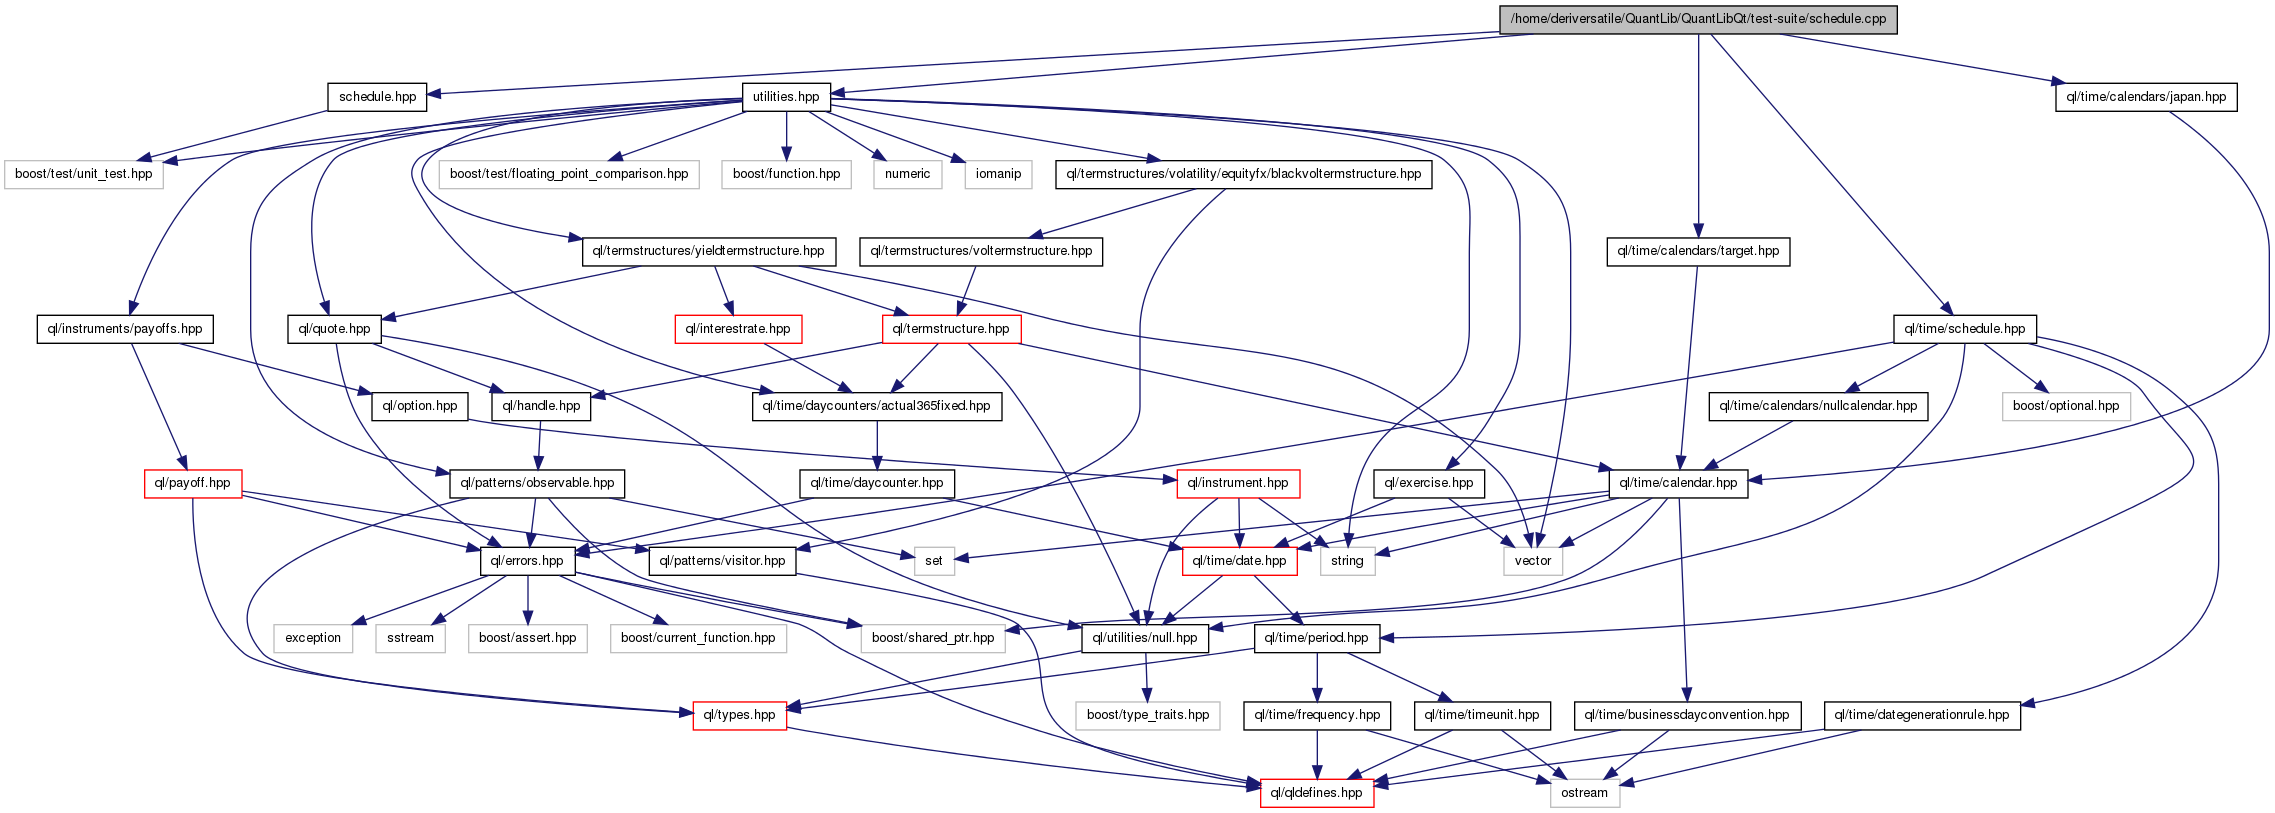 /home/deriversatile/QuantLib/QuantLibQt/test-suite/schedule.cpp
schedule.hpp
utilities.hpp
ql/time/calendars/japan.hpp
boost/test/unit_test.hpp
boost/test/floating_point_comparison.hpp
boost/function.hpp
numeric
iomanip
ql/termstructures/volatility/equityfx/blackvoltermstructure.hpp
ql/termstructures/yieldtermstructure.hpp
ql/termstructures/voltermstructure.hpp
ql/time/calendars/target.hpp
ql/instruments/payoffs.hpp
ql/quote.hpp
ql/interestrate.hpp
ql/termstructure.hpp
ql/time/schedule.hpp
ql/option.hpp
ql/handle.hpp
ql/time/daycounters/actual365fixed.hpp
ql/time/calendars/nullcalendar.hpp
boost/optional.hpp
ql/payoff.hpp
ql/patterns/observable.hpp
ql/time/daycounter.hpp
ql/instrument.hpp
ql/exercise.hpp
ql/time/calendar.hpp
ql/errors.hpp
ql/patterns/visitor.hpp
set
ql/time/date.hpp
string
vector
exception
sstream
boost/assert.hpp
boost/current_function.hpp
boost/shared_ptr.hpp
ql/utilities/null.hpp
ql/time/period.hpp
ql/types.hpp
boost/type_traits.hpp
ql/time/frequency.hpp
ql/time/timeunit.hpp
ql/time/businessdayconvention.hpp
ql/time/dategenerationrule.hpp
ql/qldefines.hpp
ostream